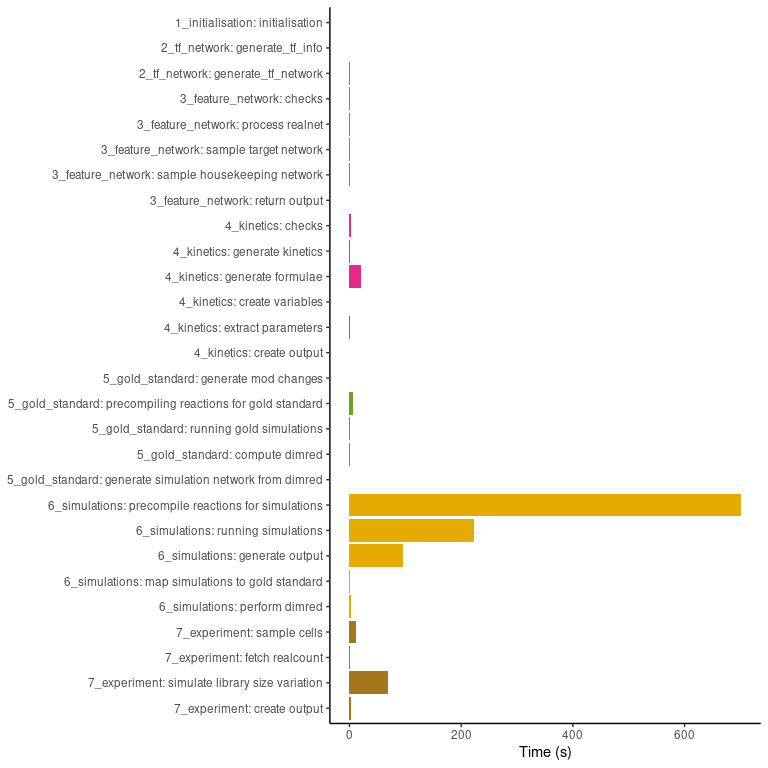 1_initialisation: initialisation
2_tf_network: generate_tf_info
2_tf_network: generate_tf_network
3_feature_network: checks
3_feature_network: process realnet
3_feature_network: sample target network
3_feature_network: sample housekeeping network
3_feature_network: return output
4_kinetics: checks
4_kinetics: generate kinetics
4_kinetics: generate formulae
4_kinetics: create variables
4_kinetics: extract parameters
4_kinetics: create output
5_gold_standard: generate mod changes
5_gold_standard: precompiling reactions for gold standard
5_gold_standard: running gold simulations
5_gold_standard: compute dimred
5_gold_standard: generate simulation network from dimred
6_simulations: precompile reactions for simulations
6_simulations: running simulations
6_simulations: generate output
6_simulations: map simulations to gold standard
6_simulations: perform dimred
7_experiment: sample cells
7_experiment: fetch realcount
7_experiment: simulate library size variation
7_experiment: create output
0 200 400 600
Time (s)